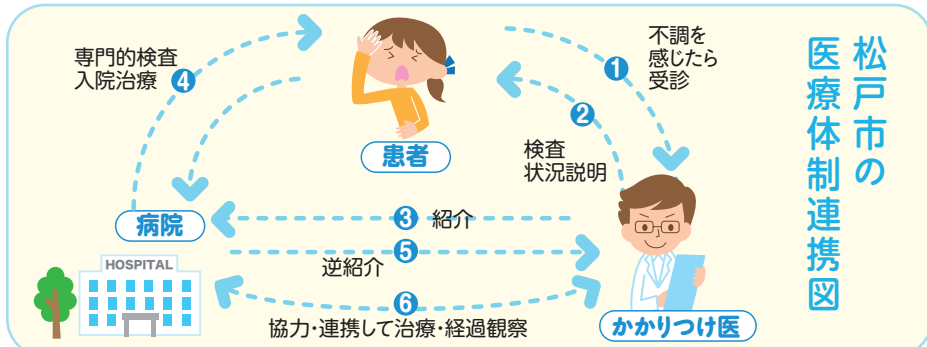 松戸市の
医療体制連携図
専門的検査
入院治療
4
不調を
感じたら
受診
1
2
検査
状況説明
患者
病院
3 紹介
5
逆紹介
HOSPITAL
6
協力・連携して治療・経過観察
かかりつけ医